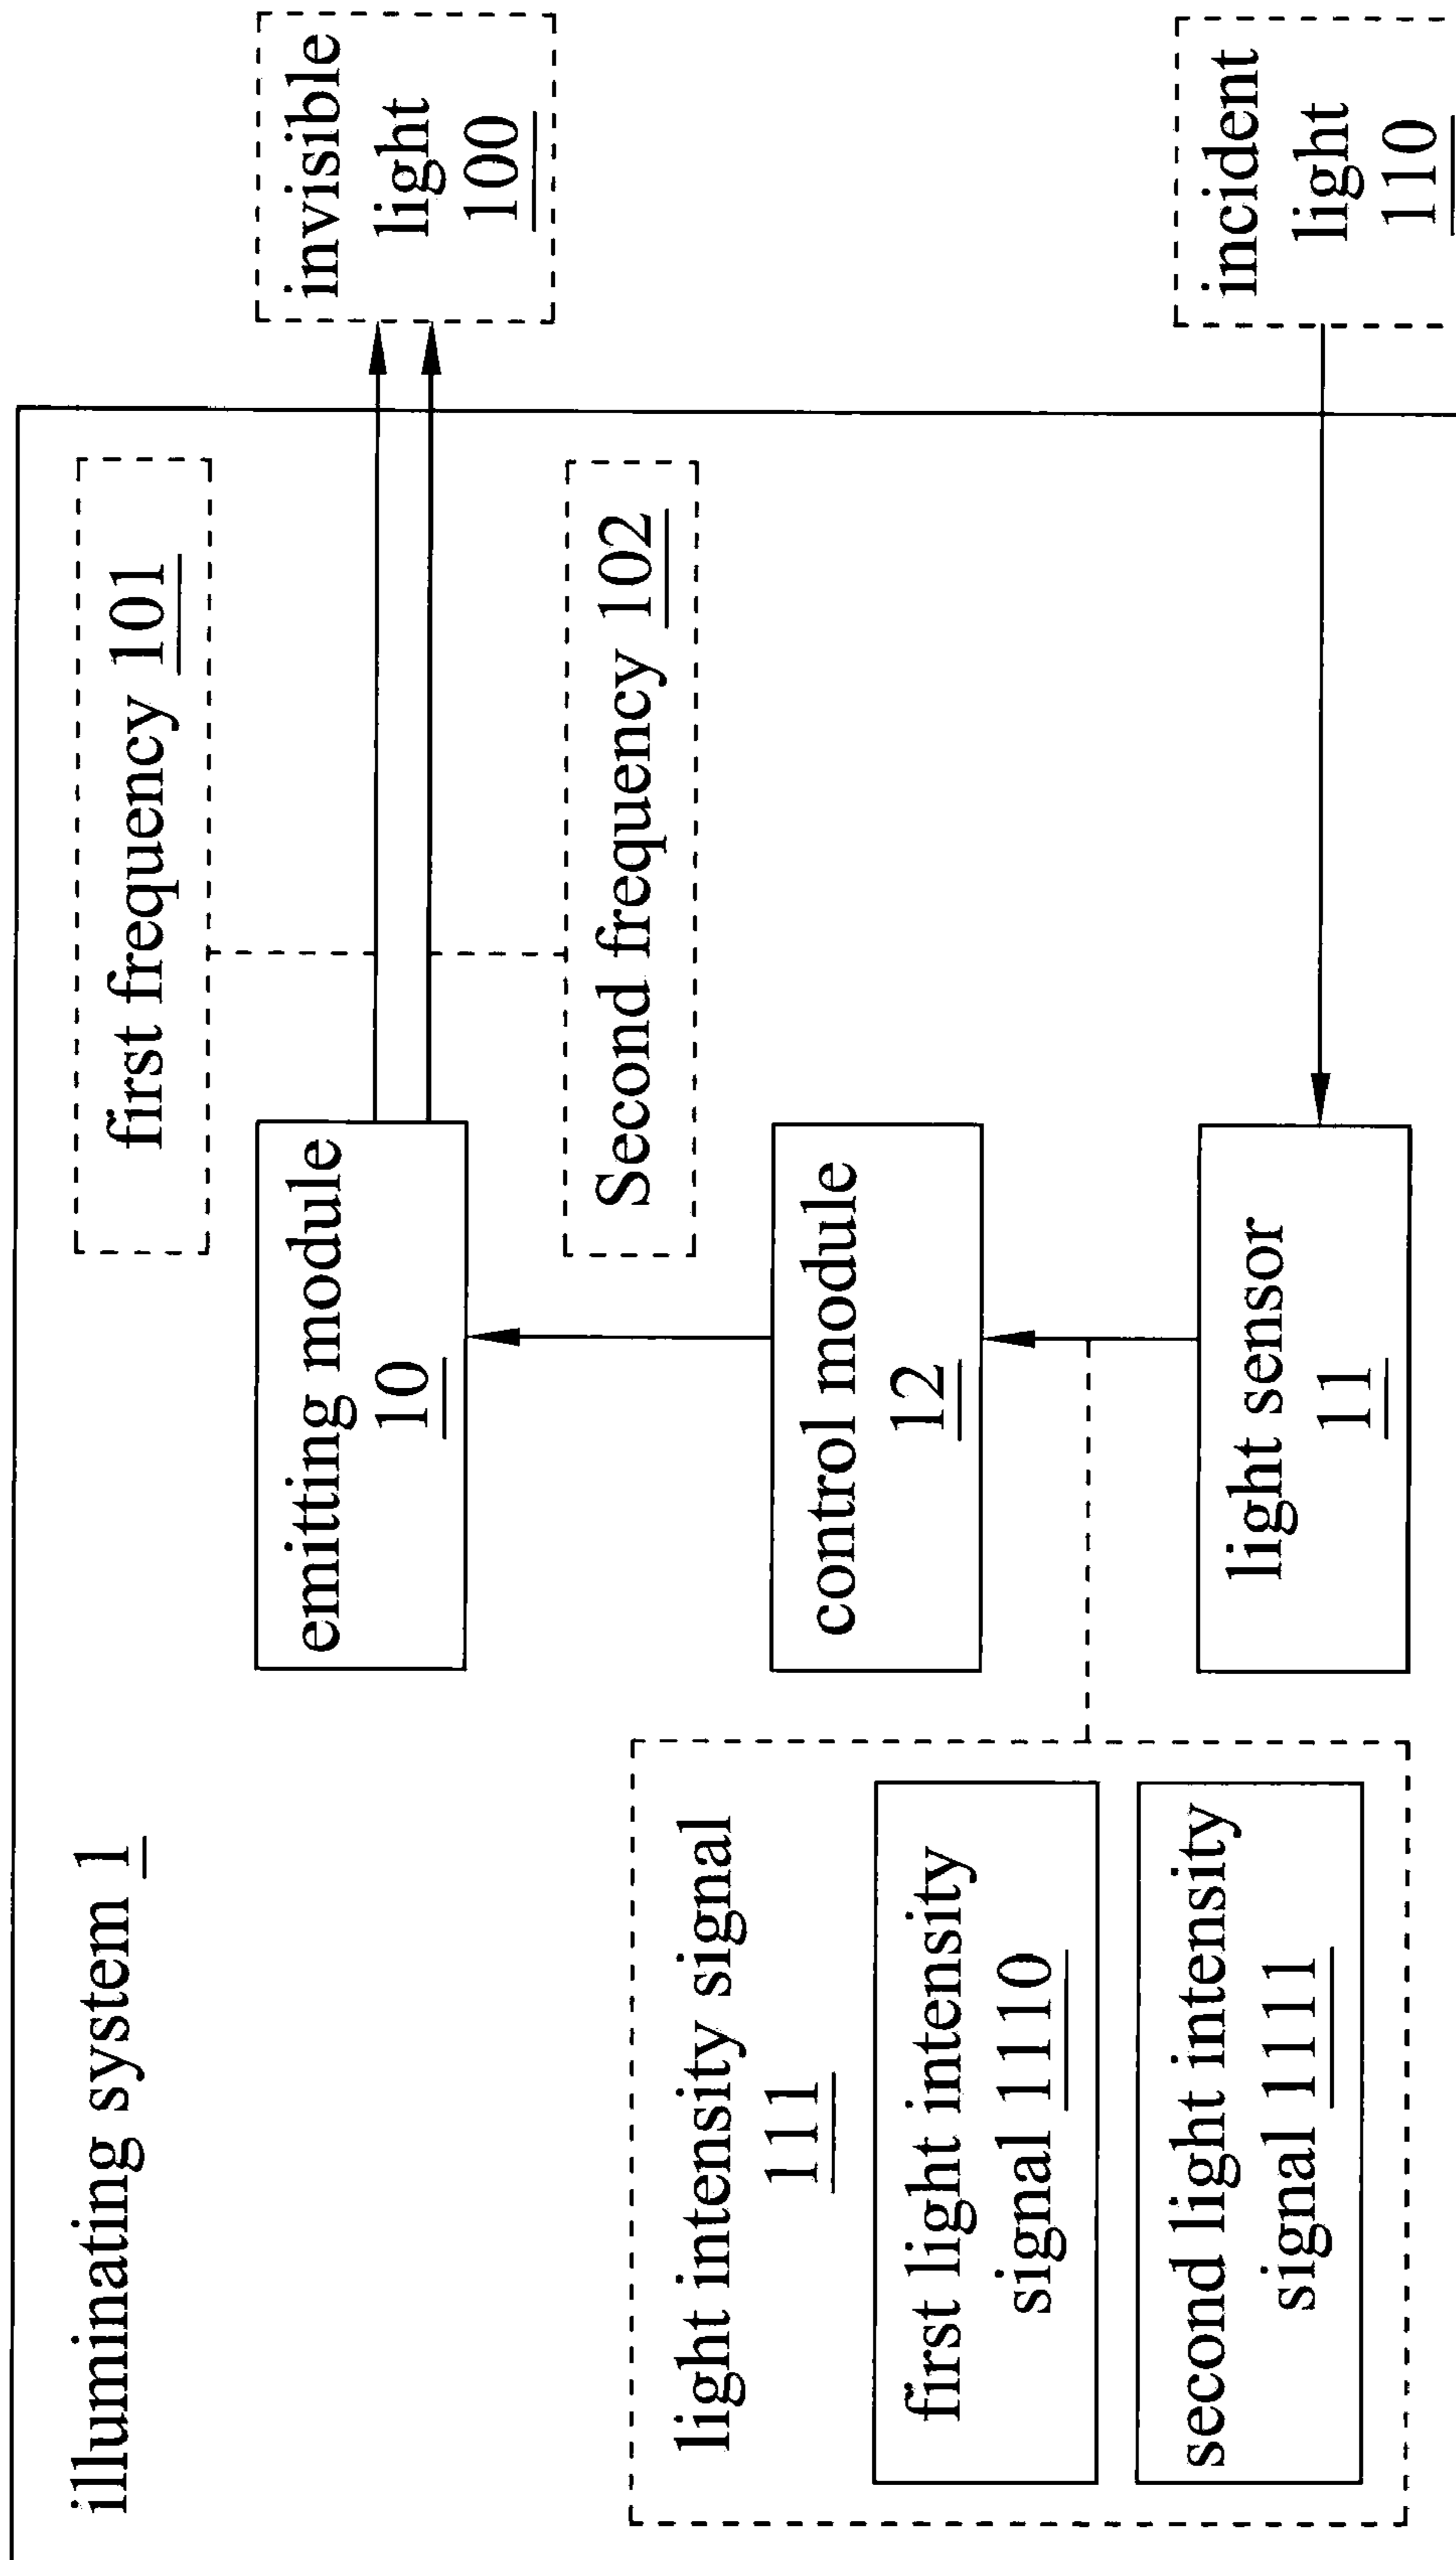 illuminating system 1
first frequency 101
emitting module
10
invisible
light
100
Second frequency 102
light intensity signal
111
first light intensity
signal 1110
second light intensity
signal 1111
control module
12
light sensor
11
incident
light
110